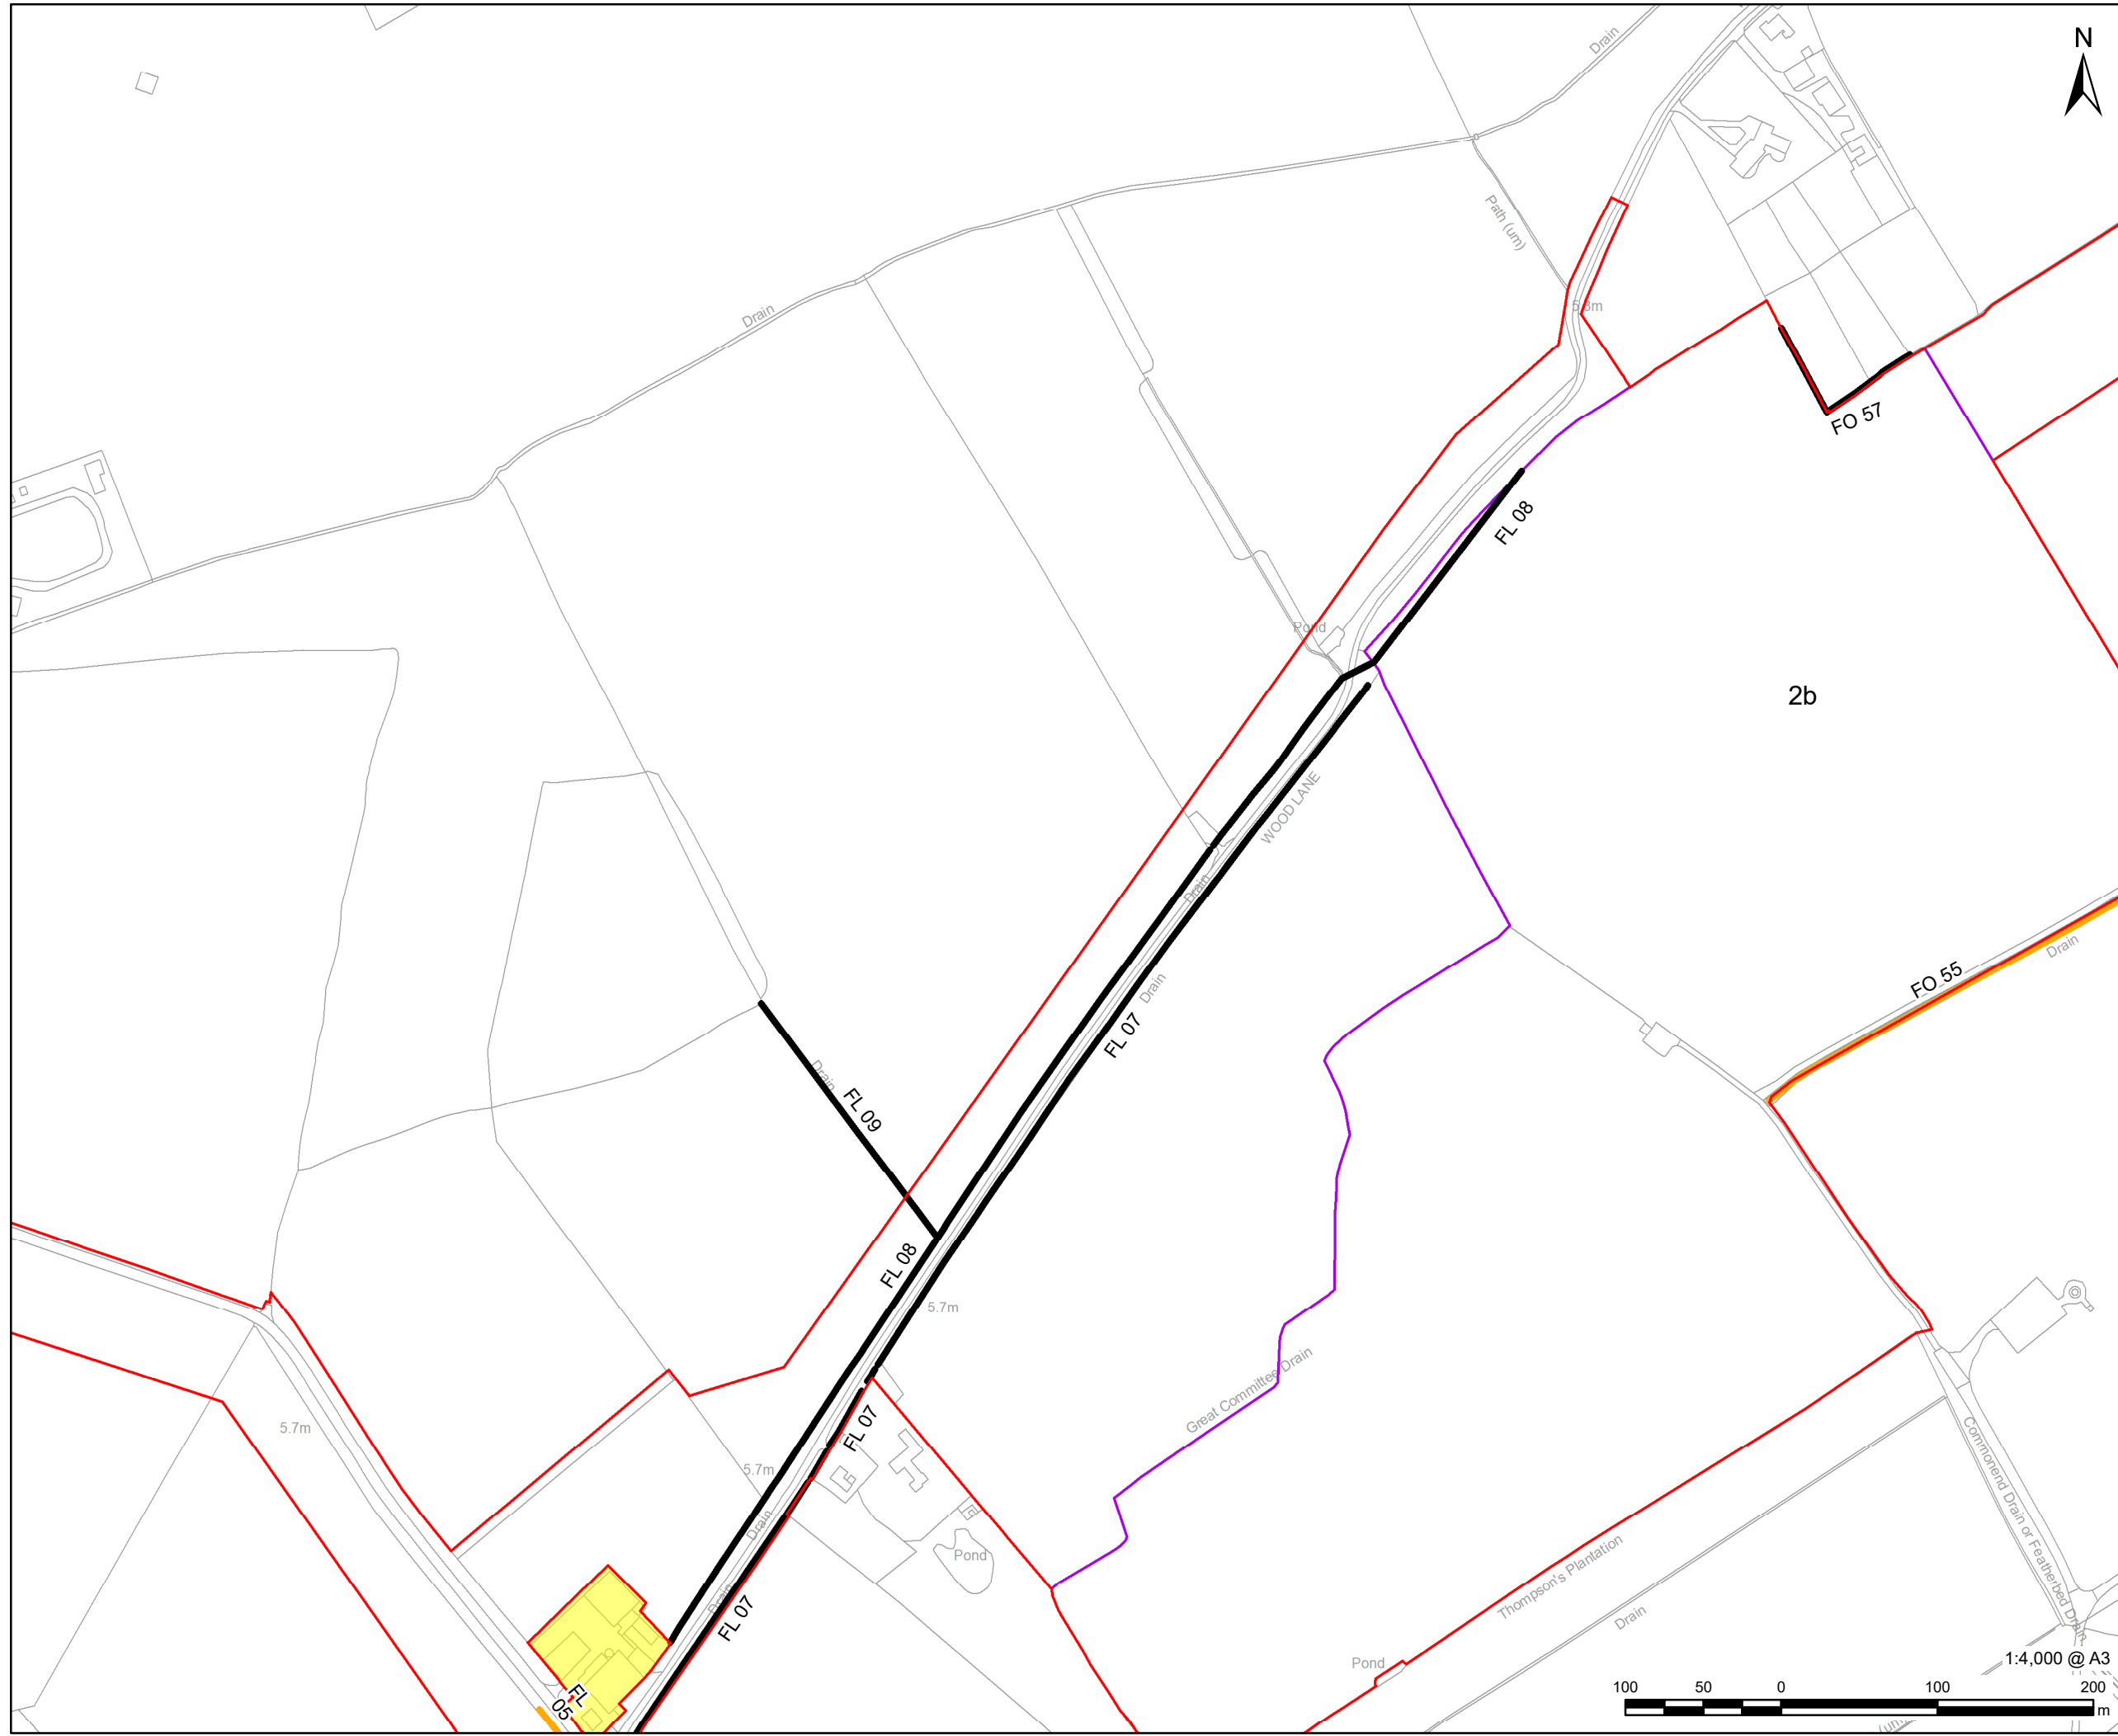 N
Drain
Path (um)
Drain
5.3m
FO 57
FL 08
Pond
2b
WOOD LANE
Drain
Drain
FO 55
Drain
FL 07
Drain
FL 09
FL 08
5.7m
Great Committee Drain
FL 07
5.7m
5.7m
Drain
Pond
Commonend Drain or Featherbed Drain
Thompson's Plantation
Drain
Drain
FL 07
Pond
1:4,000 @ A3
FL
05
100 50 0 100 200
m